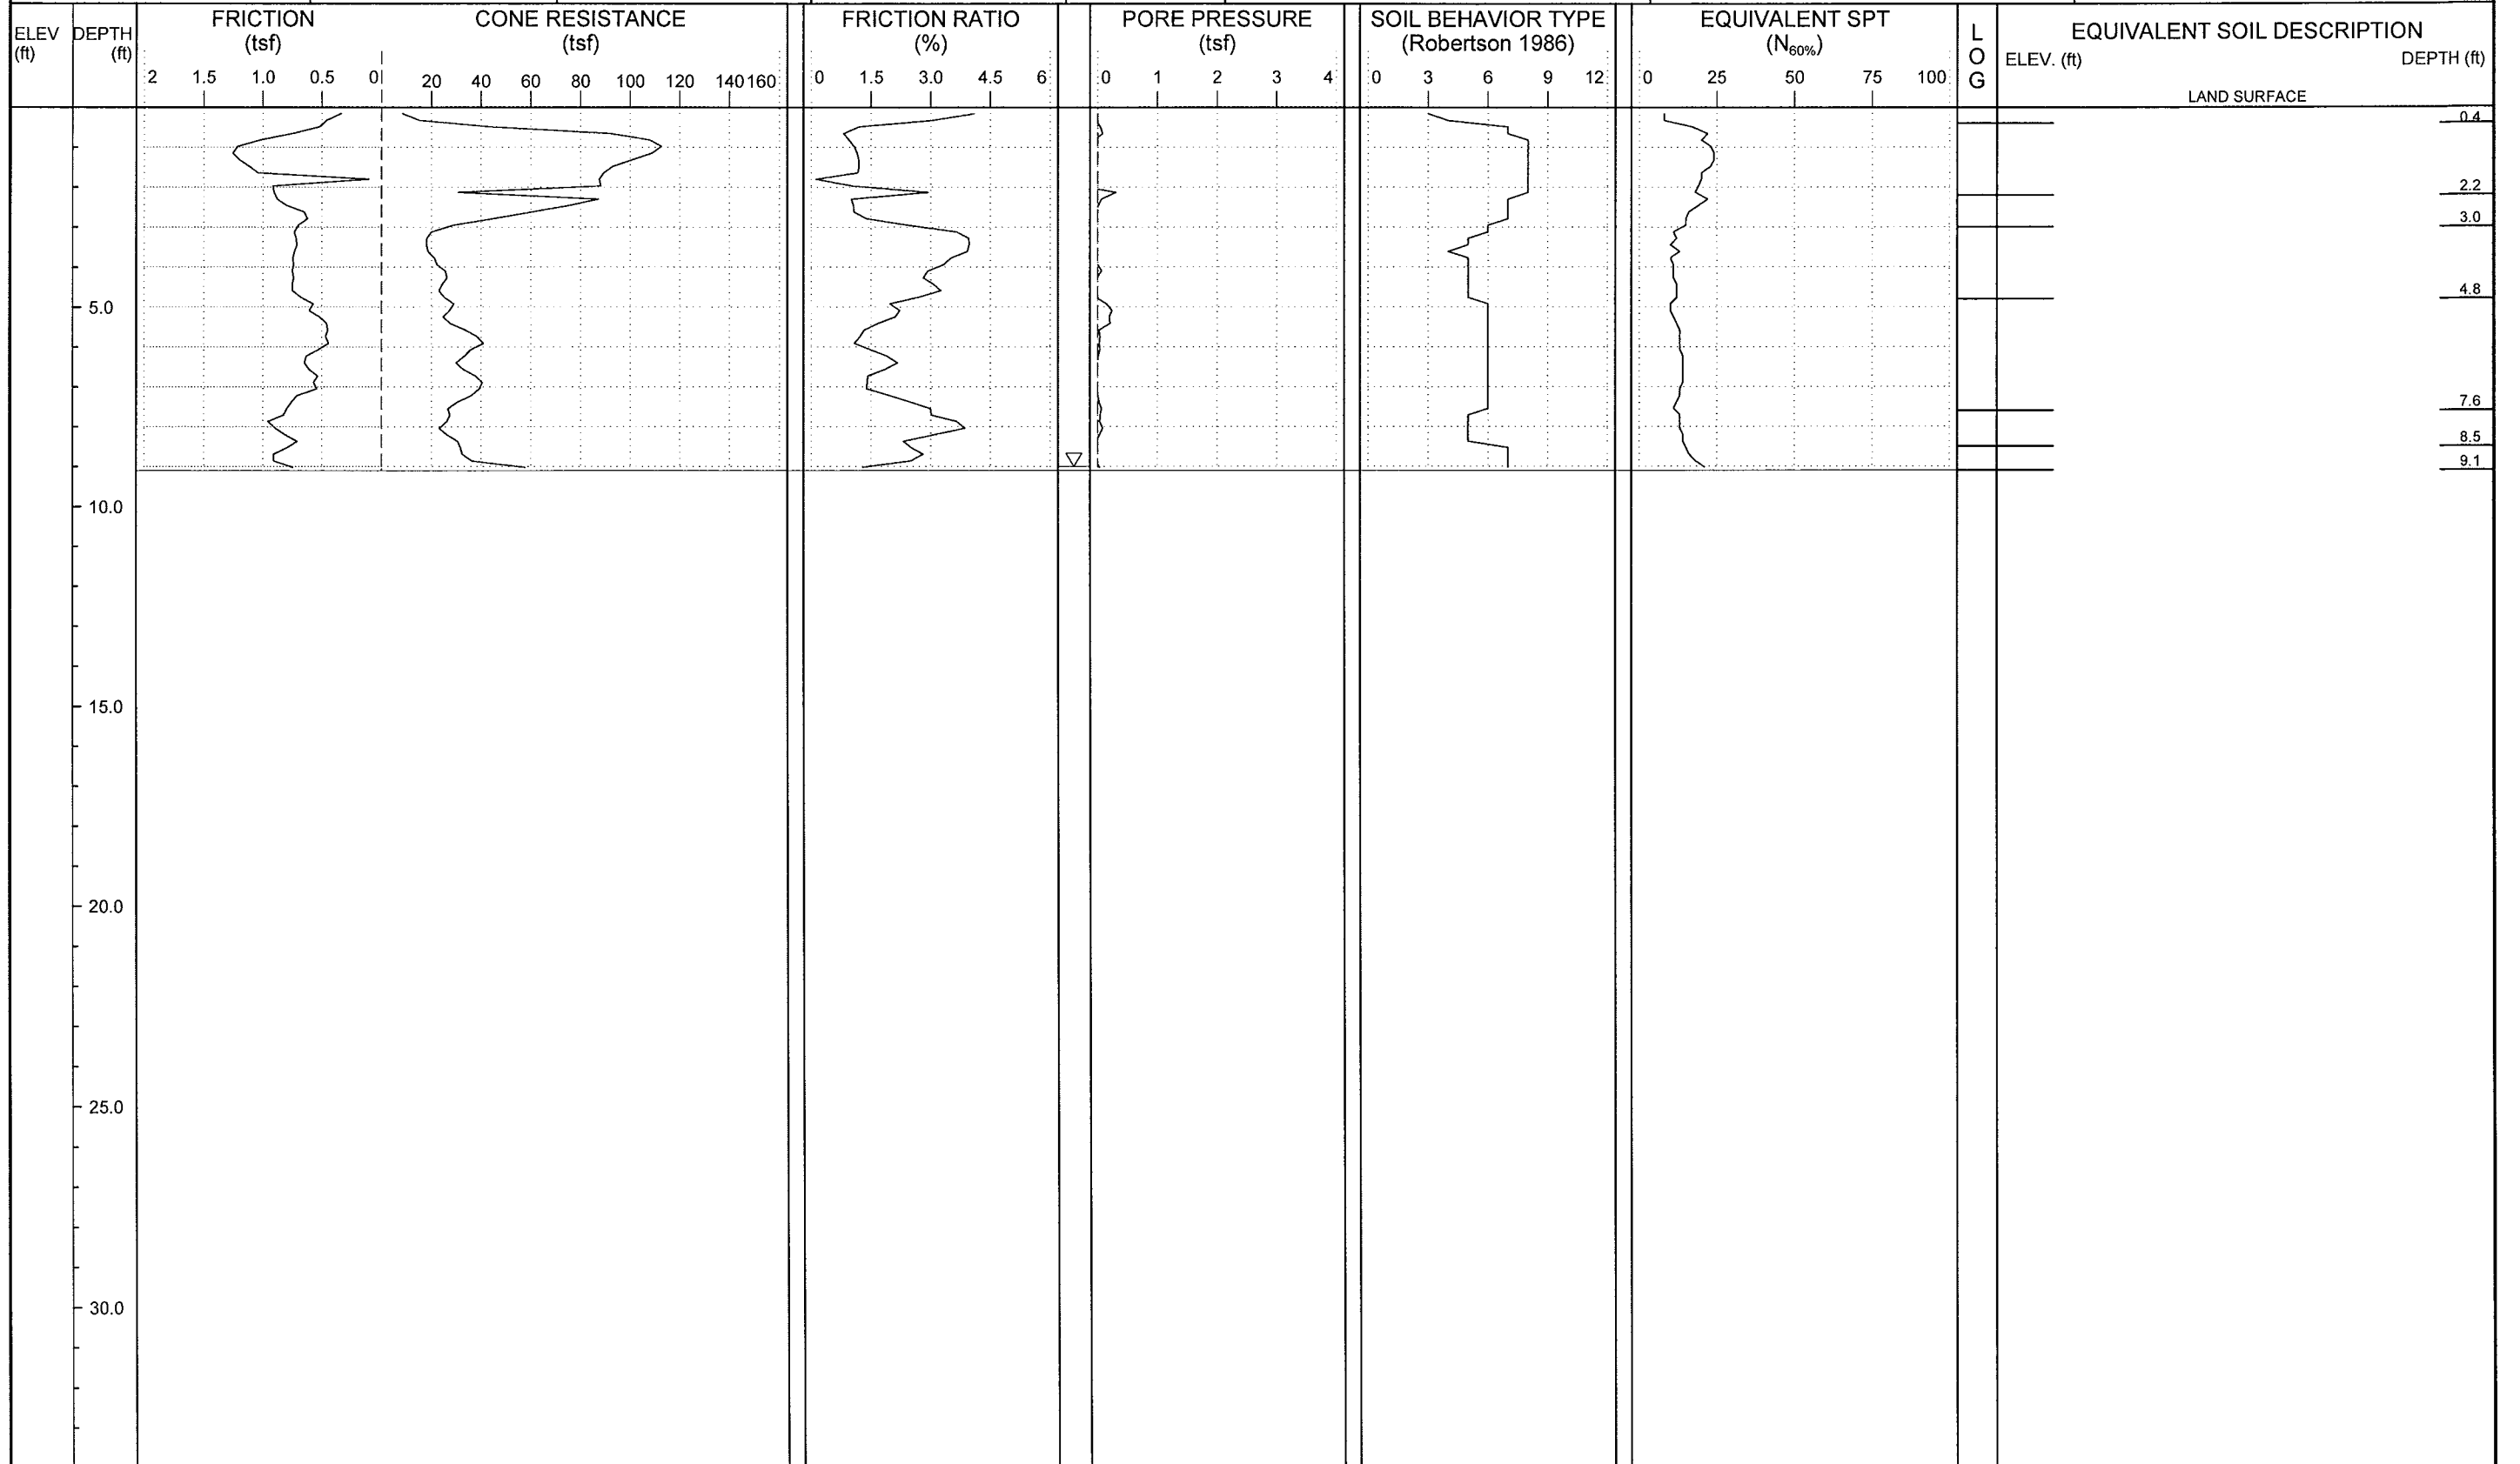 ELEV
(ft)
DEPTH
(ft)
FRICTION
(tsf)
2 1.5 1.0 0.5 0
CONE RESISTANCE
(tsf)
20 40 60 80 100 120 140 160
FRICTION RATIO
(%)
0 1.5 3.0 4.5 6
PORE PRESSURE
(tsf)
0 1 2 3 4
SOIL BEHAVIOR TYPE
(Robertson 1986)
0 3 6 9 12
EQUIVALENT SPT
(N60%)
0 25 50 75 100
L
O
G
EQUIVALENT SOIL DESCRIPTION
ELEV. (ft) DEPTH (ft)
LAND SURFACE
0.4
2.2
3.0
4.8
5.0
7.6
8.5
9.1
10.0
15.0
20.0
25.0
30.0